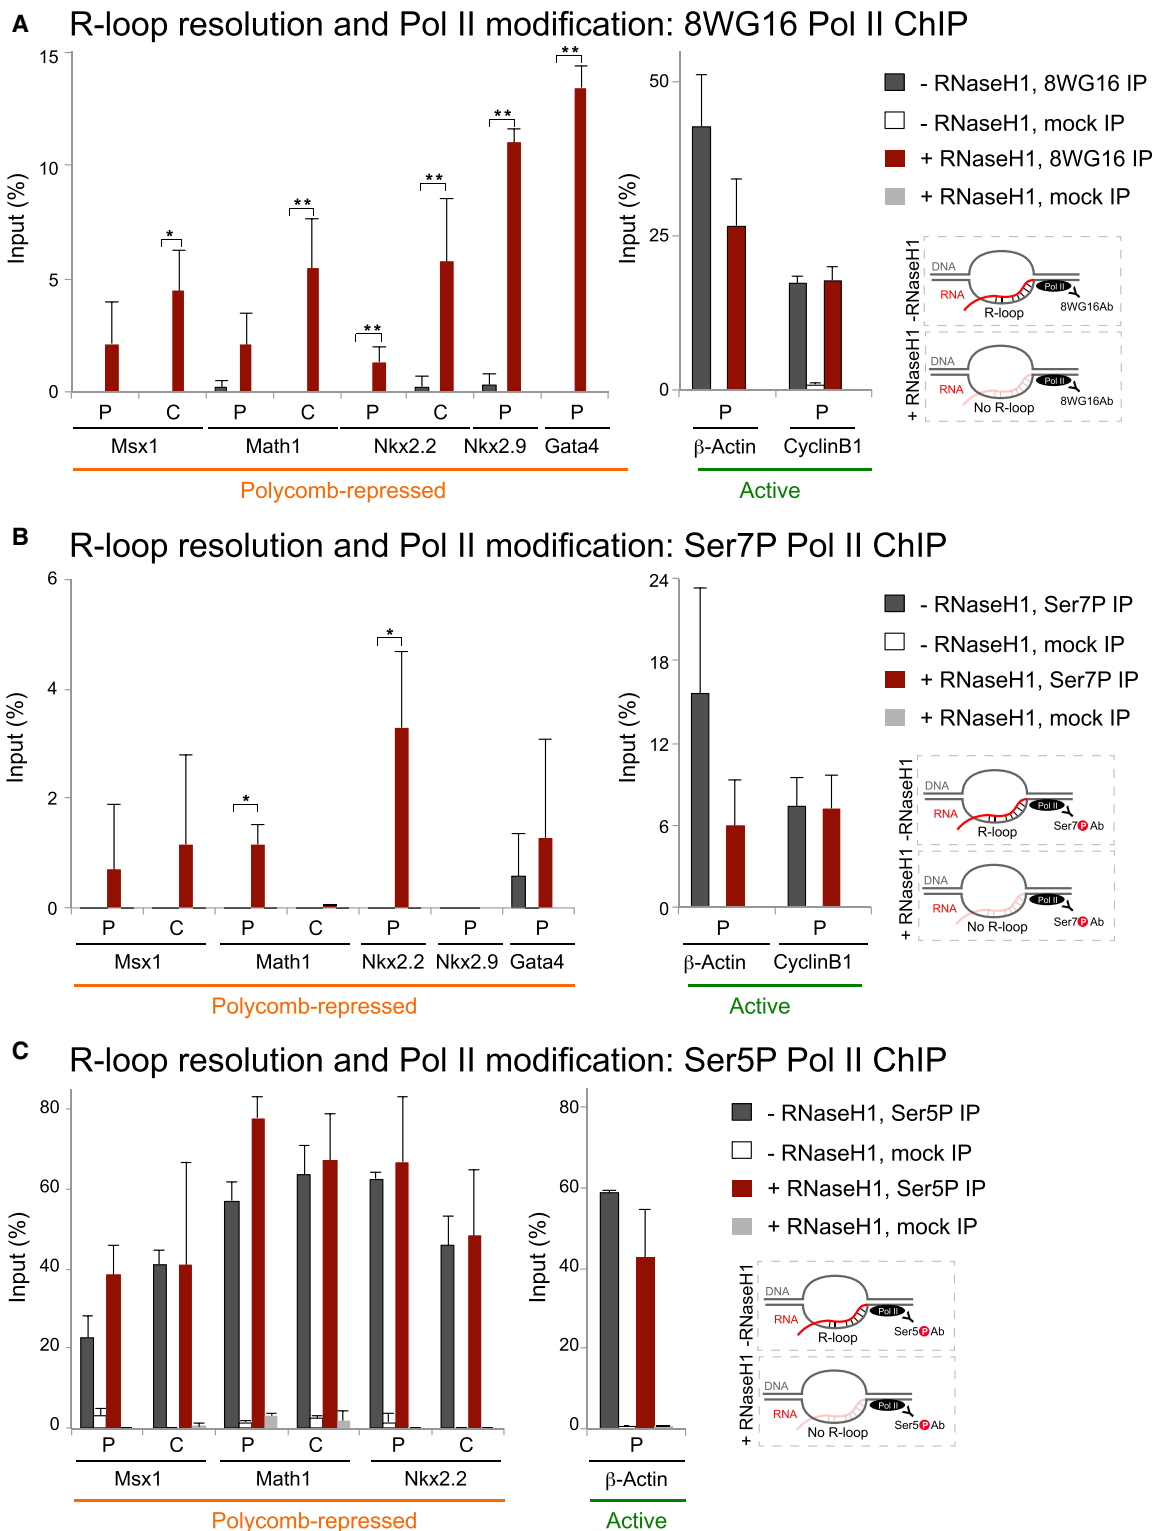 A
R-loop resolution and Pol II modification: 8WG16 Pol II ChIP
Input (%)
15
10
5
0
** 
* ** ** ** **
P C P C P C P P
Msx1 Math1 Nkx2.2 Nkx2.9 Gata4
Polycomb-repressed
Input (%)
50
25
0
P P
β-Actin CyclinB1
Active
- RNaseH1, 8WG16 IP
- RNaseH1, mock IP
+ RNaseH1, 8WG16 IP
+ RNaseH1, mock IP
-RNaseH1
DNA
RNA
Pol II
8WG16Ab
R-loop
+ RNaseH1
DNA
RNA
Pol II
8WG16Ab
No R-loop
B
R-loop resolution and Pol II modification: Ser7P Pol II ChIP
Input (%)
6
4
2
0
* *
P C P C P P P
Msx1 Math1 Nkx2.2 Nkx2.9 Gata4
Polycomb-repressed
Input (%)
24
18
12
6
0
P P
β-Actin CyclinB1
Active
- RNaseH1, Ser7P IP
- RNaseH1, mock IP
+ RNaseH1, Ser7P IP
+ RNaseH1, mock IP
-RNaseH1
DNA
RNA
Pol II
Ser7P Ab
R-loop
+ RNaseH1
DNA
RNA
Pol II
Ser7P Ab
No R-loop
C
R-loop resolution and Pol II modification: Ser5P Pol II ChIP
Input (%)
80
60
40
20
0
P C P C P C
Msx1 Math1 Nkx2.2
Polycomb-repressed
Input (%)
80
60
40
20
0
P
β-Actin
Active
- RNaseH1, Ser5P IP
- RNaseH1, mock IP
+ RNaseH1, Ser5P IP
+ RNaseH1, mock IP
-RNaseH1
DNA
RNA
Pol II
Ser5P Ab
R-loop
+ RNaseH1
DNA
RNA
Pol II
Ser5P Ab
No R-loop